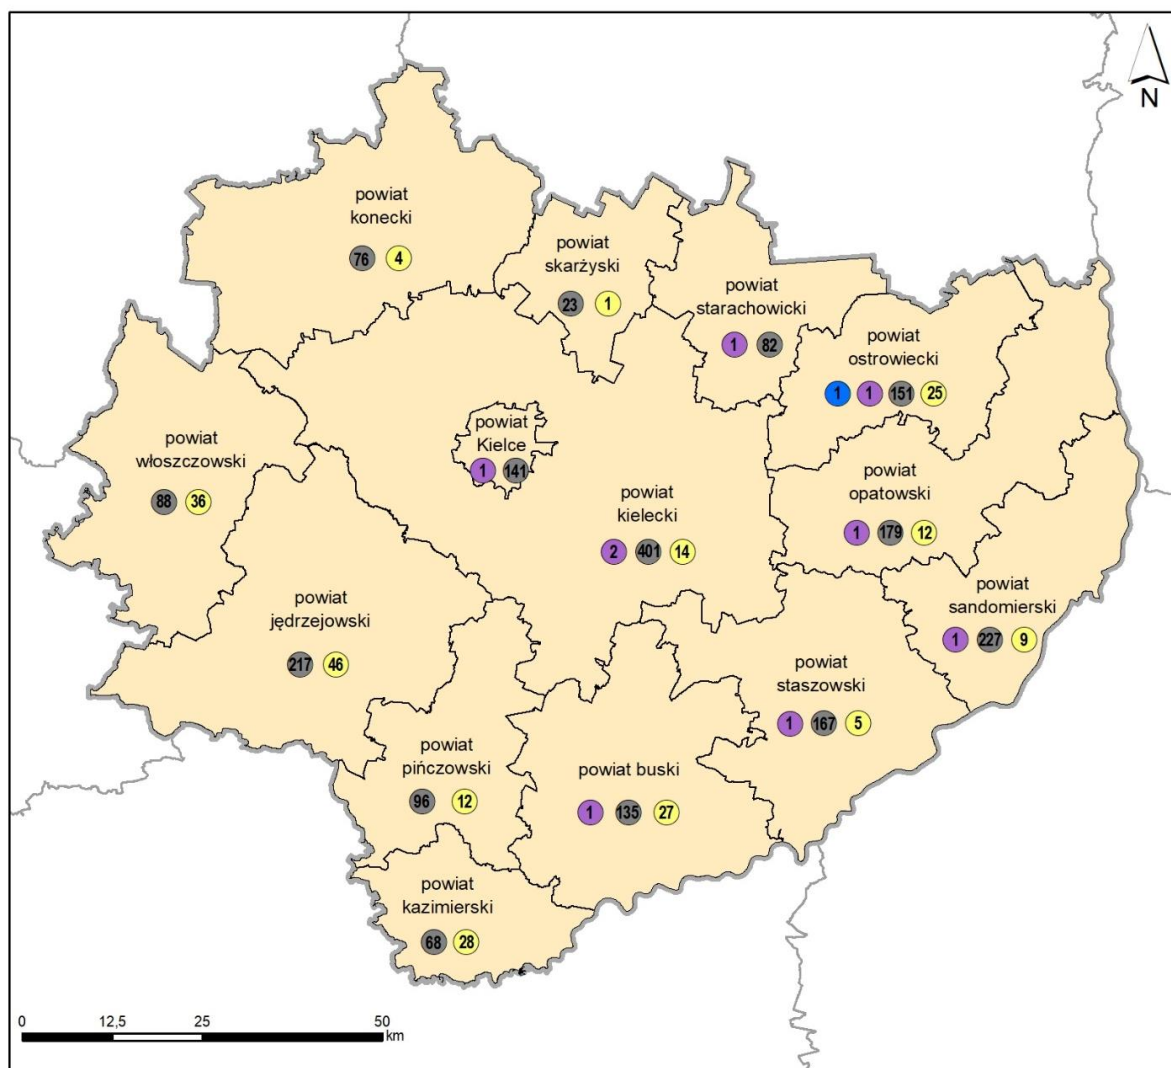 N
powiat
konecki
76 4
powiat
skarżyski
23 1
powiat
starachowicki
1 82
powiat
ostrowiecki
1 1 151 25
powiat
Kielce
1 141
powiat
włoszczowski
88 36
powiat
opatowski
1 179 12
powiat
kielecki
2 401 14
powiat
sandomierski
1 227 9
powiat
jędrzejowski
217 46
powiat
staszowski
1 167 5
powiat
pińczowski
96 12
powiat buski
1 135 27
powiat
kazimierski
68 28
0 12,5 25 50
km